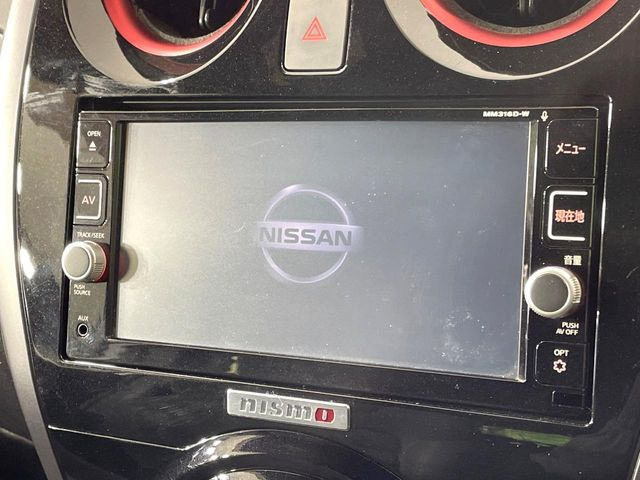 MM316D-W
OPEN
メニュー
AV
現在地
NISSAN
TRACK/SEEK
音量
PUSH
SOURCE
AUX
PUSH
AV OFF
OPT
nismo